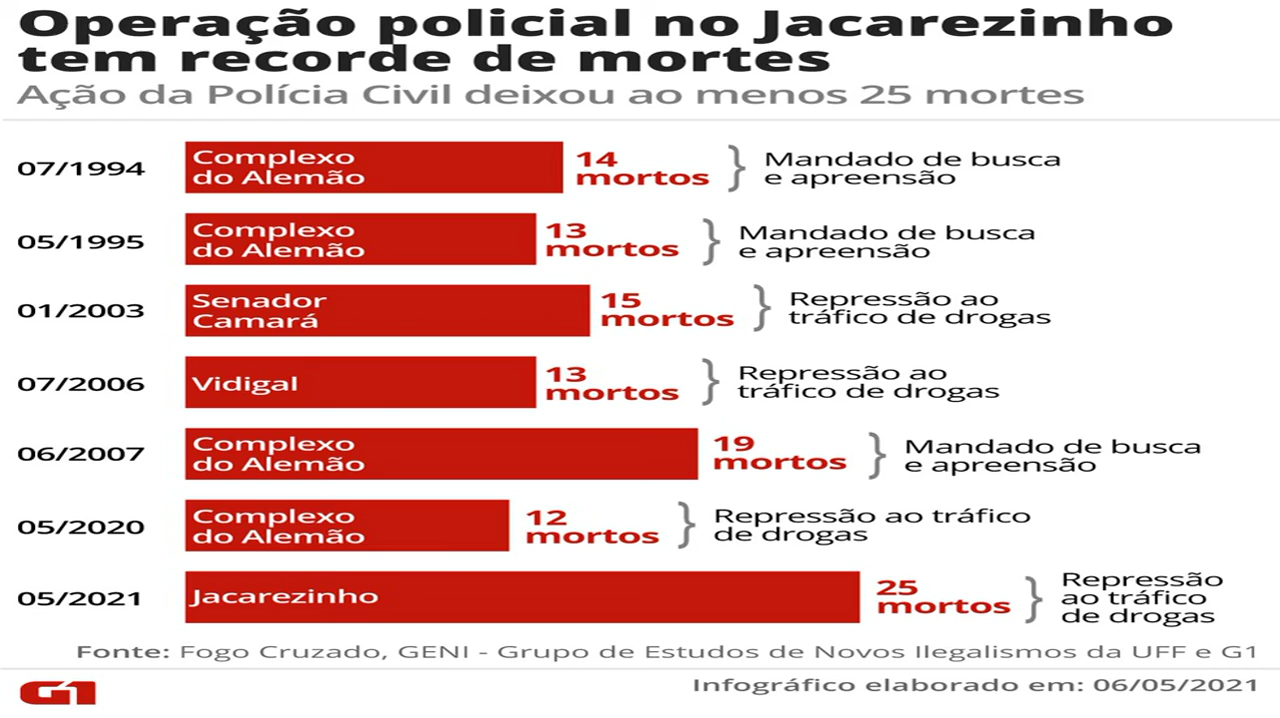 Operação policial no Jacarezinho
tem recorde de mortes
Ação da Polícia Civil deixou ao menos 25 mortes
07/1994
Complexo
do Alemão
14
mortos
Mandado de busca
e apreensão
05/1995
Complexo
do Alemão
13
mortos
Mandado de busca
e apreensão
01/2003
Senador
Camará
15
mortos
Repressão ao
tráfico de drogas
07/2006
Vidigal
13
mortos
Repressão ao
tráfico de drogas
06/2007
Complexo
do Alemão
19
mortos
Mandado de busca
e apreensão
05/2020
Complexo
do Alemão
12
mortos
Repressão ao tráfico
de drogas
05/2021
Jacarezinho
25
mortos
Repressão
ao tráfico
de drogas
Fonte: Fogo Cruzado, GENI - Grupo de Estudos de Novos Ilegalismos da UFF e G1
G1
Infográfico elaborado em: 06/05/2021